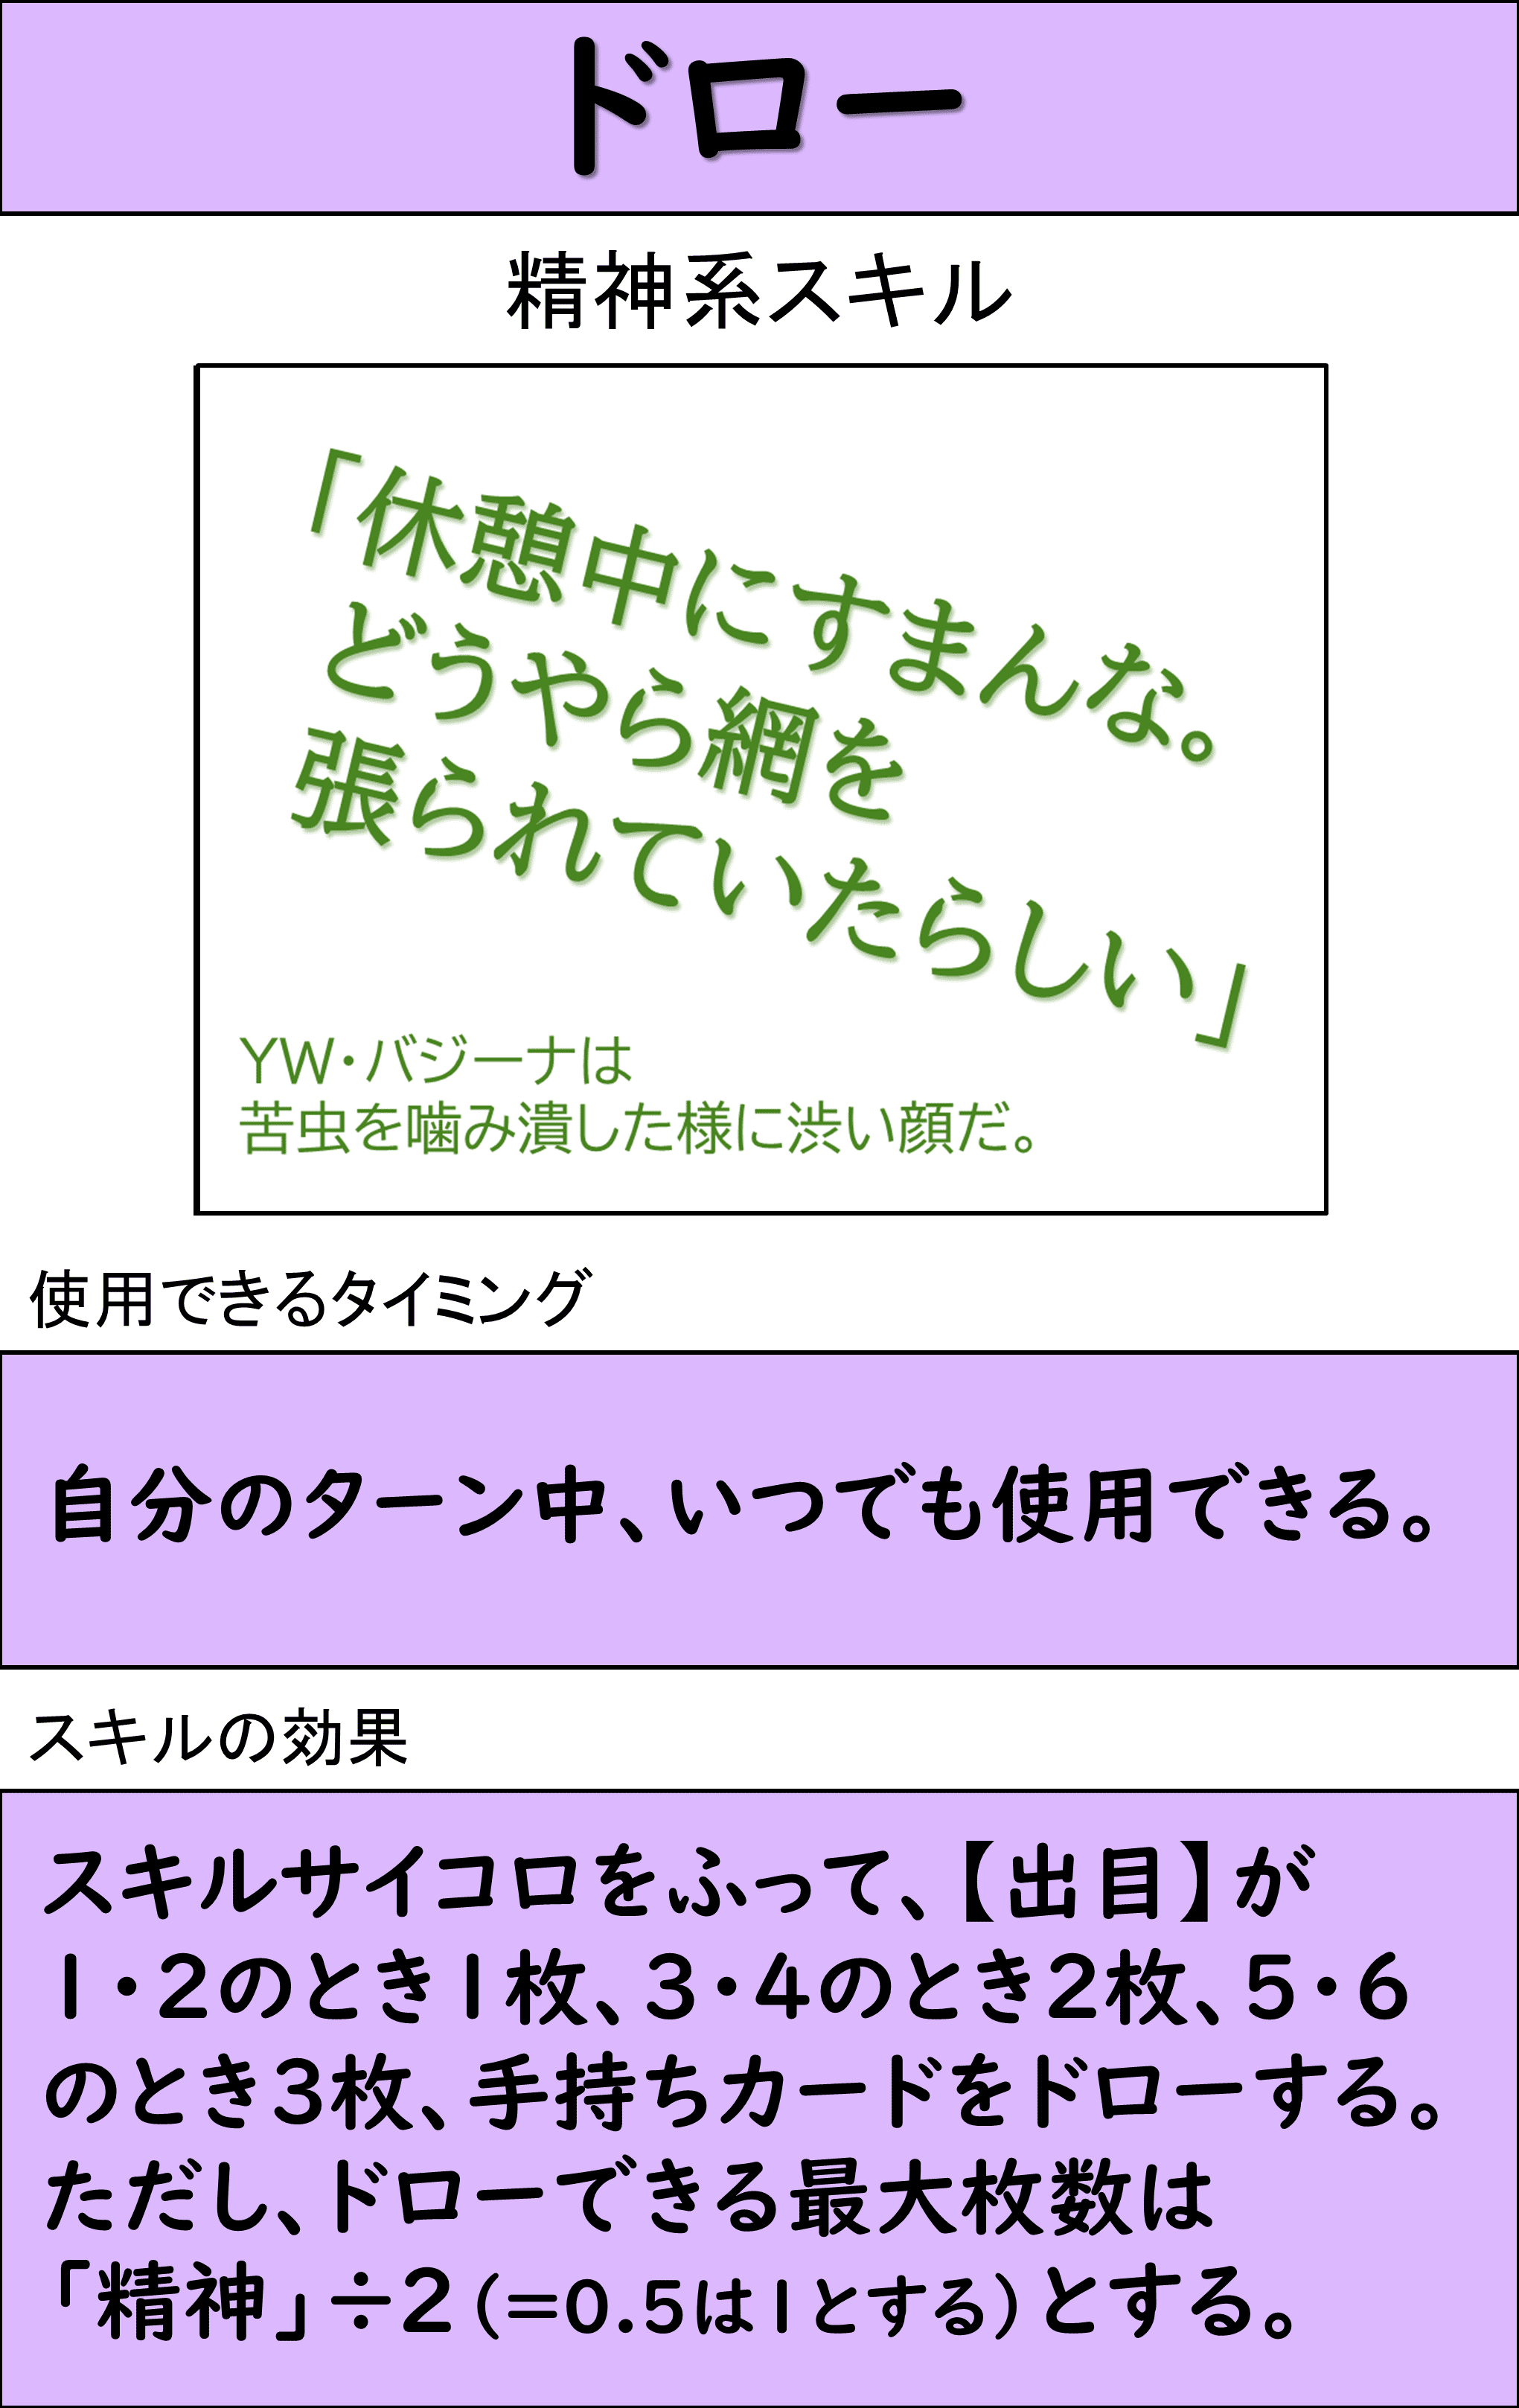 ドロー
精神系スキル
「休憩中にすまんな。
どうやら網を
張られていたらしい」
YW・バジーナは
苦虫を噛み潰した様に渋い顔だ。
使用できるタイミング
自分のターン中、いつでも使用できる。
スキルの効果
スキルサイコロをふって、【出目】が
1・2のとき1枚、3・4のとき2枚、5・6
のとき3枚、手持ちカードをドローする。
ただし、ドローできる最大枚数は
「精神」÷2（=0.5は1とする）とする。